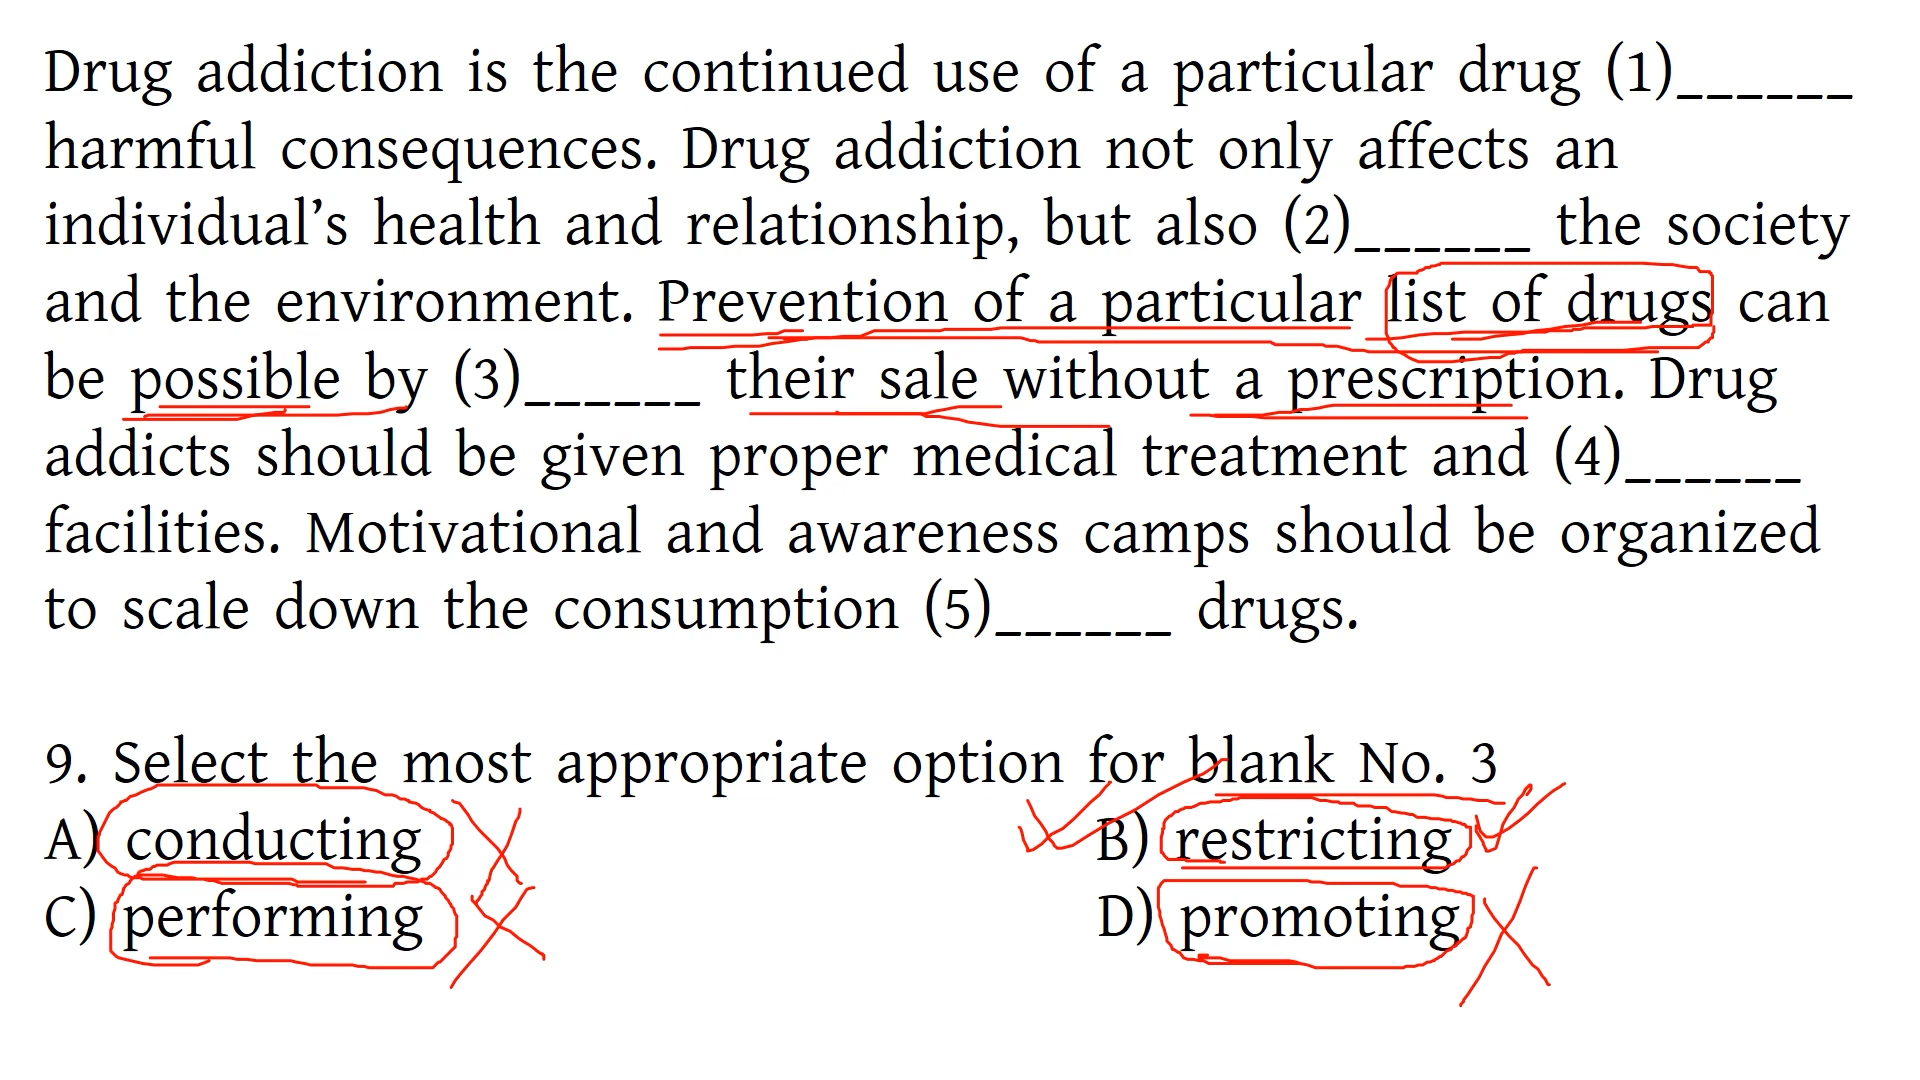 Drug addiction is the continued use of a particular drug (1)______
harmful consequences. Drug addiction not only affects an
individual’s health and relationship, but also (2)______ the society
and the environment. Prevention of a particular list of drugs can
be possible by (3)______ their sale without a prescription. Drug
addicts should be given proper medical treatment and (4)______
facilities. Motivational and awareness camps should be organized
to scale down the consumption (5)______ drugs.
9. Select the most appropriate option for blank No. 3
A) conducting B) restricting
C) performing D) promoting